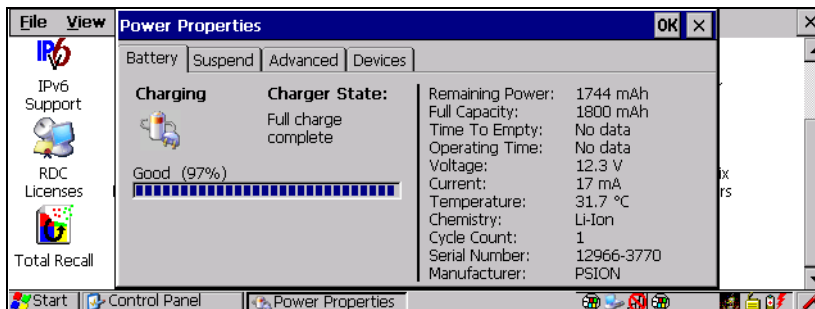 File View
Power Properties
OK
Battery
Suspend
Advanced
Devices
IPv6
Support
RDC
Licenses
Total Recall
Charging
Charger State:
Full charge
complete
Good (97%)
Remaining Power: 1744 mAh
Full Capacity: 1800 mAh
Time To Empty: No data
Operating Time: No data
Voltage: 12.3 V
Current: 17 mA
Temperature: 31.7 °C
Chemistry: Li-Ion
Cycle Count: 1
Serial Number: 12966-3770
Manufacturer: PSION
ix
rs
Start
Control Panel
Power Properties